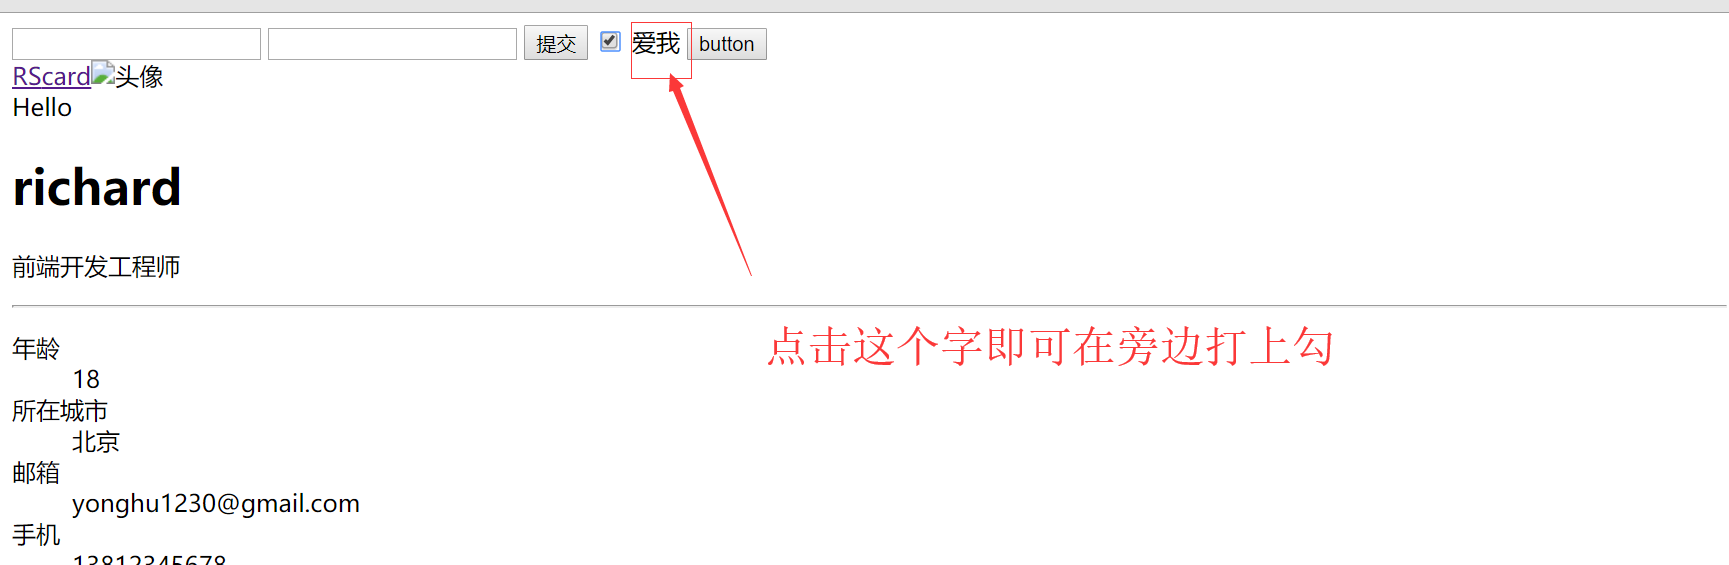 提交 爱我 button
RScard头像
Hello
richard
前端开发工程师
点击这个字即可在旁边打上勾
年龄
18
所在城市
北京
邮箱
yonghu1230@gmail.com
手机
13812345678